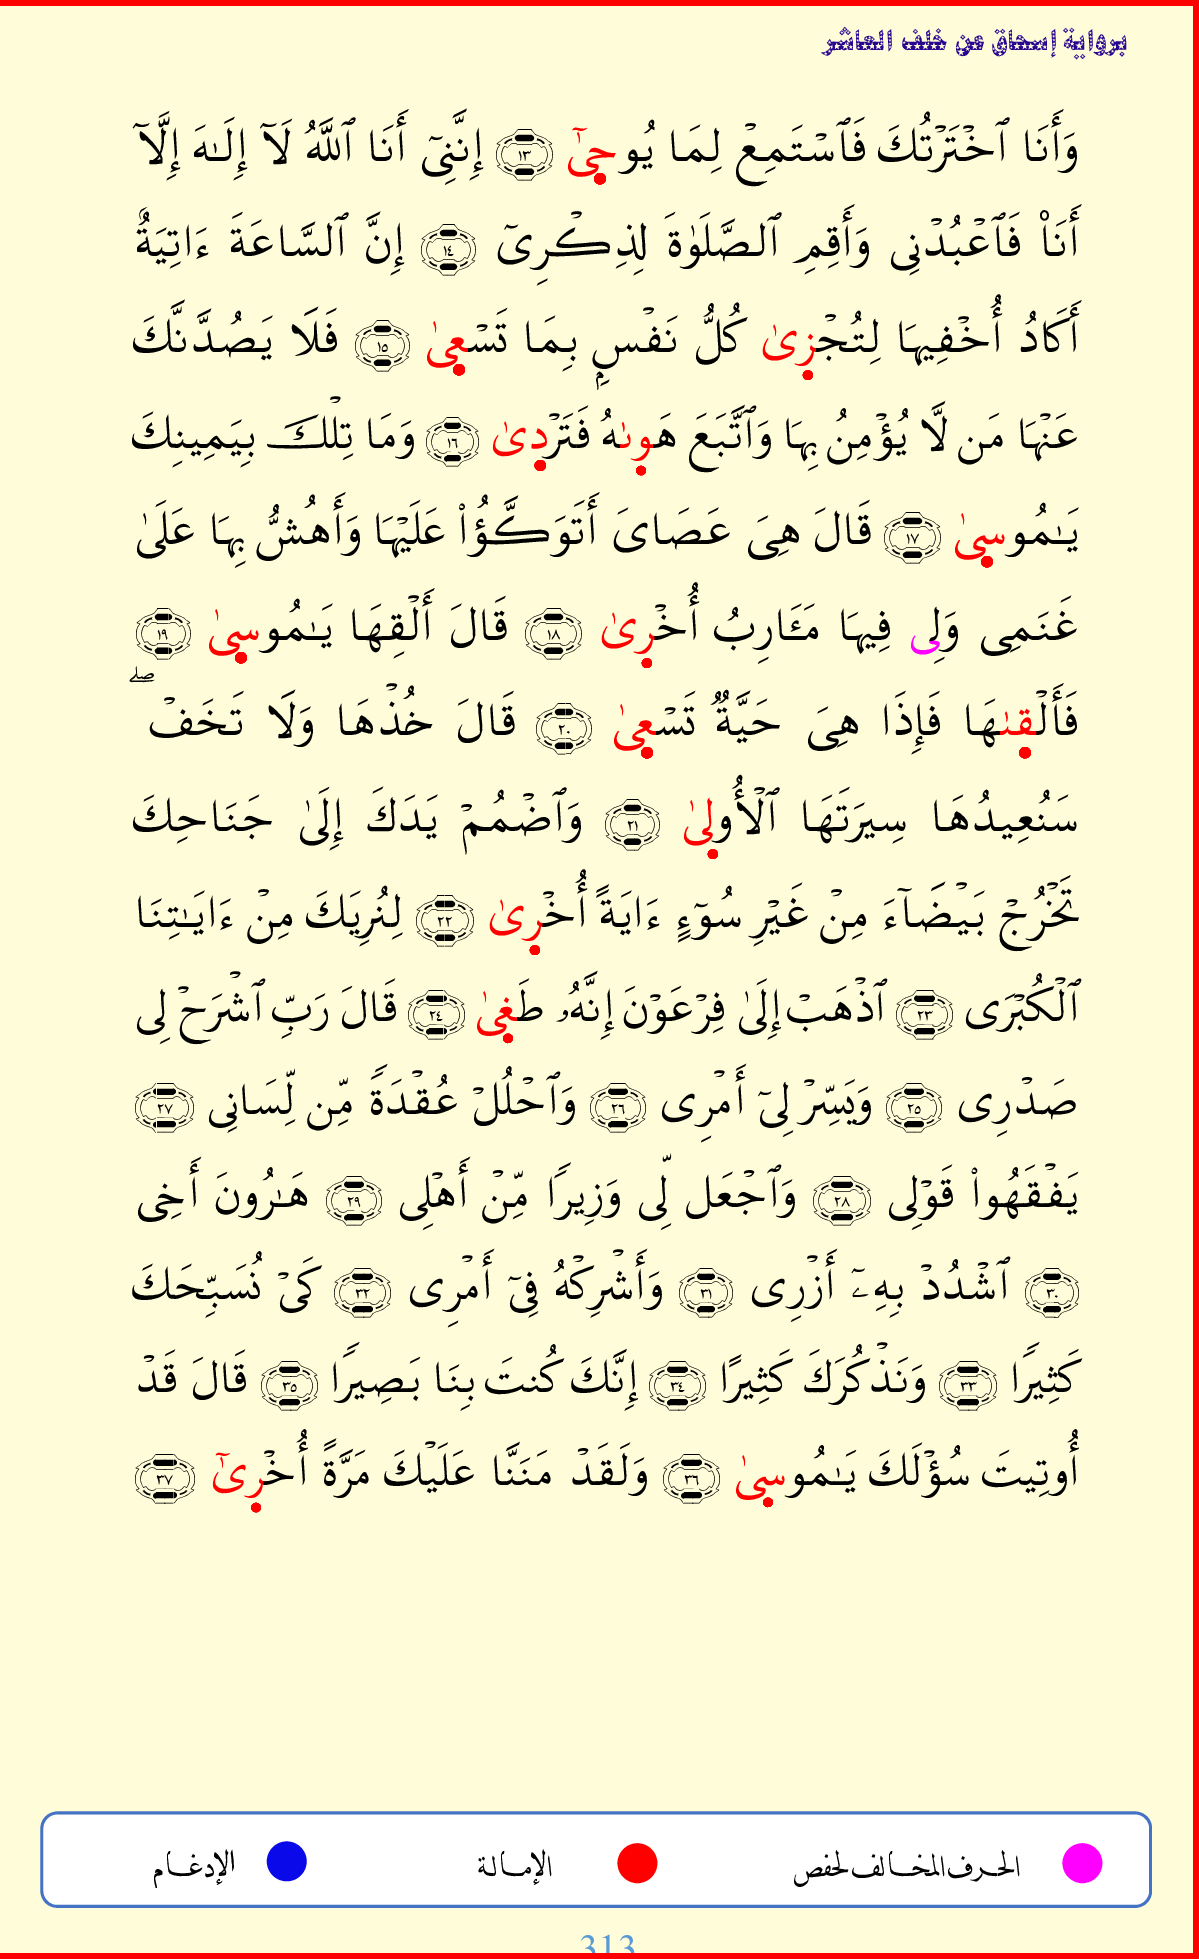 برواية إسحاق عن خلف العاشر
وَأَنَا ٱخۡتَرۡتُكَ فَٱسۡتَمِعۡ لِمَا يُوحِىٰٓ ١٣ إِنَّنِىٓ أَنَا ٱللَّهُ لَآ إِلَـٰهَ إِلَّآ
أَنَا۠ فَٱعۡبُدۡنِى وَأَقِمِ ٱلصَّلَوٰةَ لِذِكۡرِىٓ ١٤ إِنَّ ٱلسَّاعَةَ ءَاتِيَةٌ
أَكَادُ أُخۡفِيهَا لِتُجۡزِىٰ كُلُّ نَفۡسِۭ بِمَا تَسۡعِىٰ ١٥ فَلَا يَصُدَّنَّكَ
عَنۡهَا مَن لَّا يُؤۡمِنُ بِهَا وَٱتَّبَعَ هَوِىٰهُ فَتَرۡدِىٰ ١٦ وَمَا تِلۡكَ بِيَمِينِكَ
يَـٰمُوسِىٰ ١٧ قَالَ هِىَ عَصَاىَ أَتَوَكَّؤُا۟ عَلَيۡهَا وَأَهُشُّ بِهَا عَلَىٰ
غَنَمِى وَلِى فِيهَا مَـَٔارِبُ أُخۡرِىٰ ١٨ قَالَ أَلۡقِهَا يَـٰمُوسِىٰ ١٩
فَأَلۡقِىٰهَا فَإِذَا هِىَ حَيَّةٌ تَسۡعِىٰ ٢٠ قَالَ خُذۡهَا وَلَا تَخَفۡۖ
سَنُعِيدُهَا سِيرَتَهَا ٱلۡأُولِىٰ ٢١ وَٱضۡمُمۡ يَدَكَ إِلَىٰ جَنَاحِكَ
تَخۡرُجۡ بَيۡضَآءَ مِنۡ غَيۡرِ سُوٓءٍ ءَايَةً أُخۡرِىٰ ٢٢ لِنُرِيَكَ مِنۡ ءَايَـٰتِنَا
ٱلۡكُبۡرَى ٢٣ ٱذۡهَبۡ إِلَىٰ فِرۡعَوۡنَ إِنَّهُۥ طَغِىٰ ٢٤ قَالَ رَبِّ ٱشۡرَحۡ لِى
صَدۡرِى ٢٥ وَيَسِّرۡ لِىٓ أَمۡرِى ٢٦ وَٱحۡلُلۡ عُقۡدَةً مِّن لِّسَانِى ٢٧
يَفۡقَهُوا۟ قَوۡلِى ٢٨ وَٱجۡعَل لِّى وَزِيرًا مِّنۡ أَهۡلِى ٢٩ هَـٰرُونَ أَخِى
٣٠ ٱشۡدُدۡ بِهِۦٓ أَزۡرِى ٣١ وَأَشۡرِكۡهُ فِىٓ أَمۡرِى ٣٢ كَىۡ نُسَبِّحَكَ
كَثِيرًا ٣٣ وَنَذۡكُرَكَ كَثِيرًا ٣٤ إِنَّكَ كُنتَ بِنَا بَصِيرًا ٣٥ قَالَ قَدۡ
أُوتِيتَ سُؤۡلَكَ يَـٰمُوسِىٰ ٣٦ وَلَقَدۡ مَنَنَّا عَلَيۡكَ مَرَّةً أُخۡرِىٰٓ ٣٧
الحرف المخالف لحفص الإمالة الإدغام
313